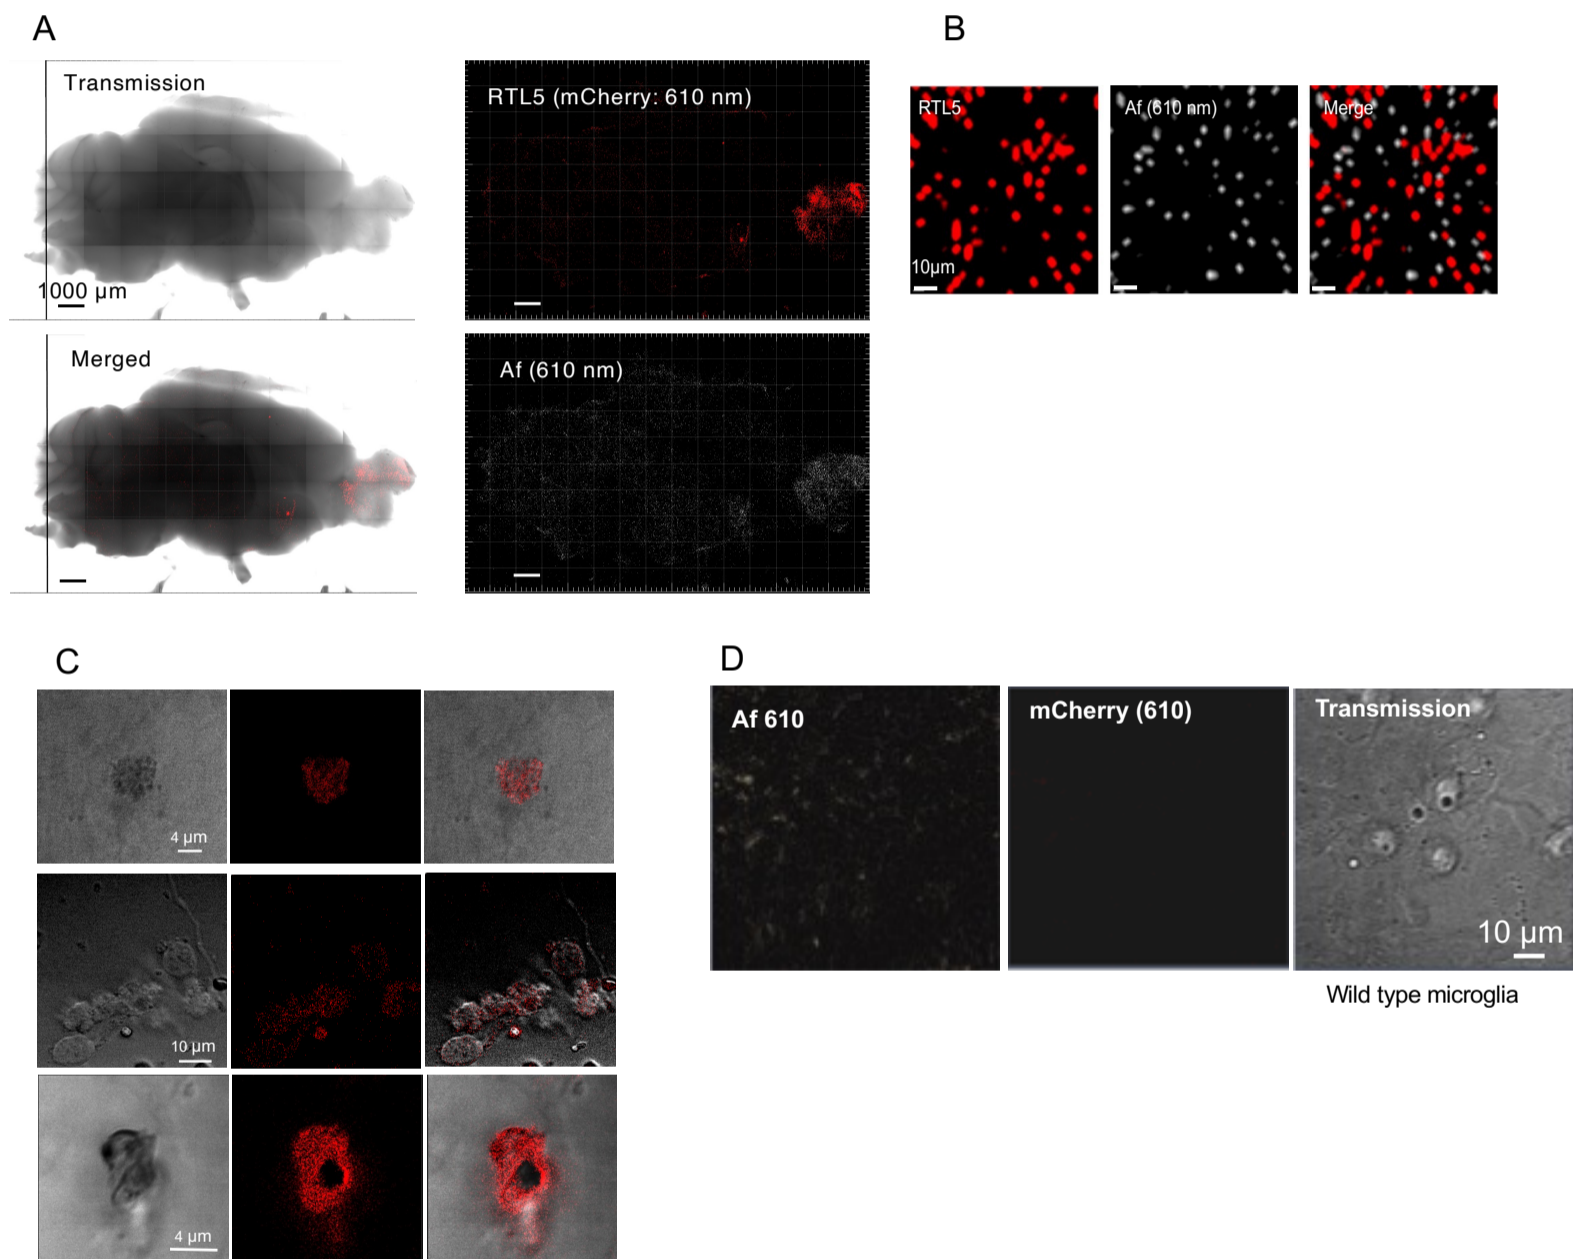 A
Transmission
1000 µm
RTL5 (mCherry: 610 nm)
Merged
Af (610 nm)
B
RTL5
10µm
Af (610 nm)
Merge
C
4 µm
10 µm
4 µm
D
Af 610
mCherry (610)
Transmission
10 µm
Wild type microglia